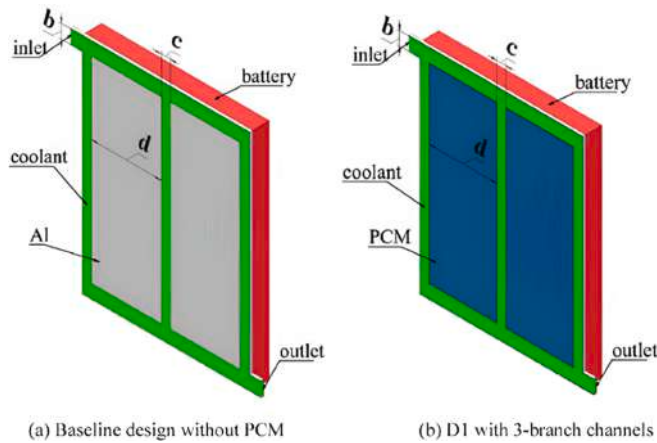 b
inlet
c
battery
d
coolant
Al
outlet
(a) Baseline design without PCM
b
inlet
c
battery
d
coolant
PCM
outlet
(b) D1 with 3-branch channels